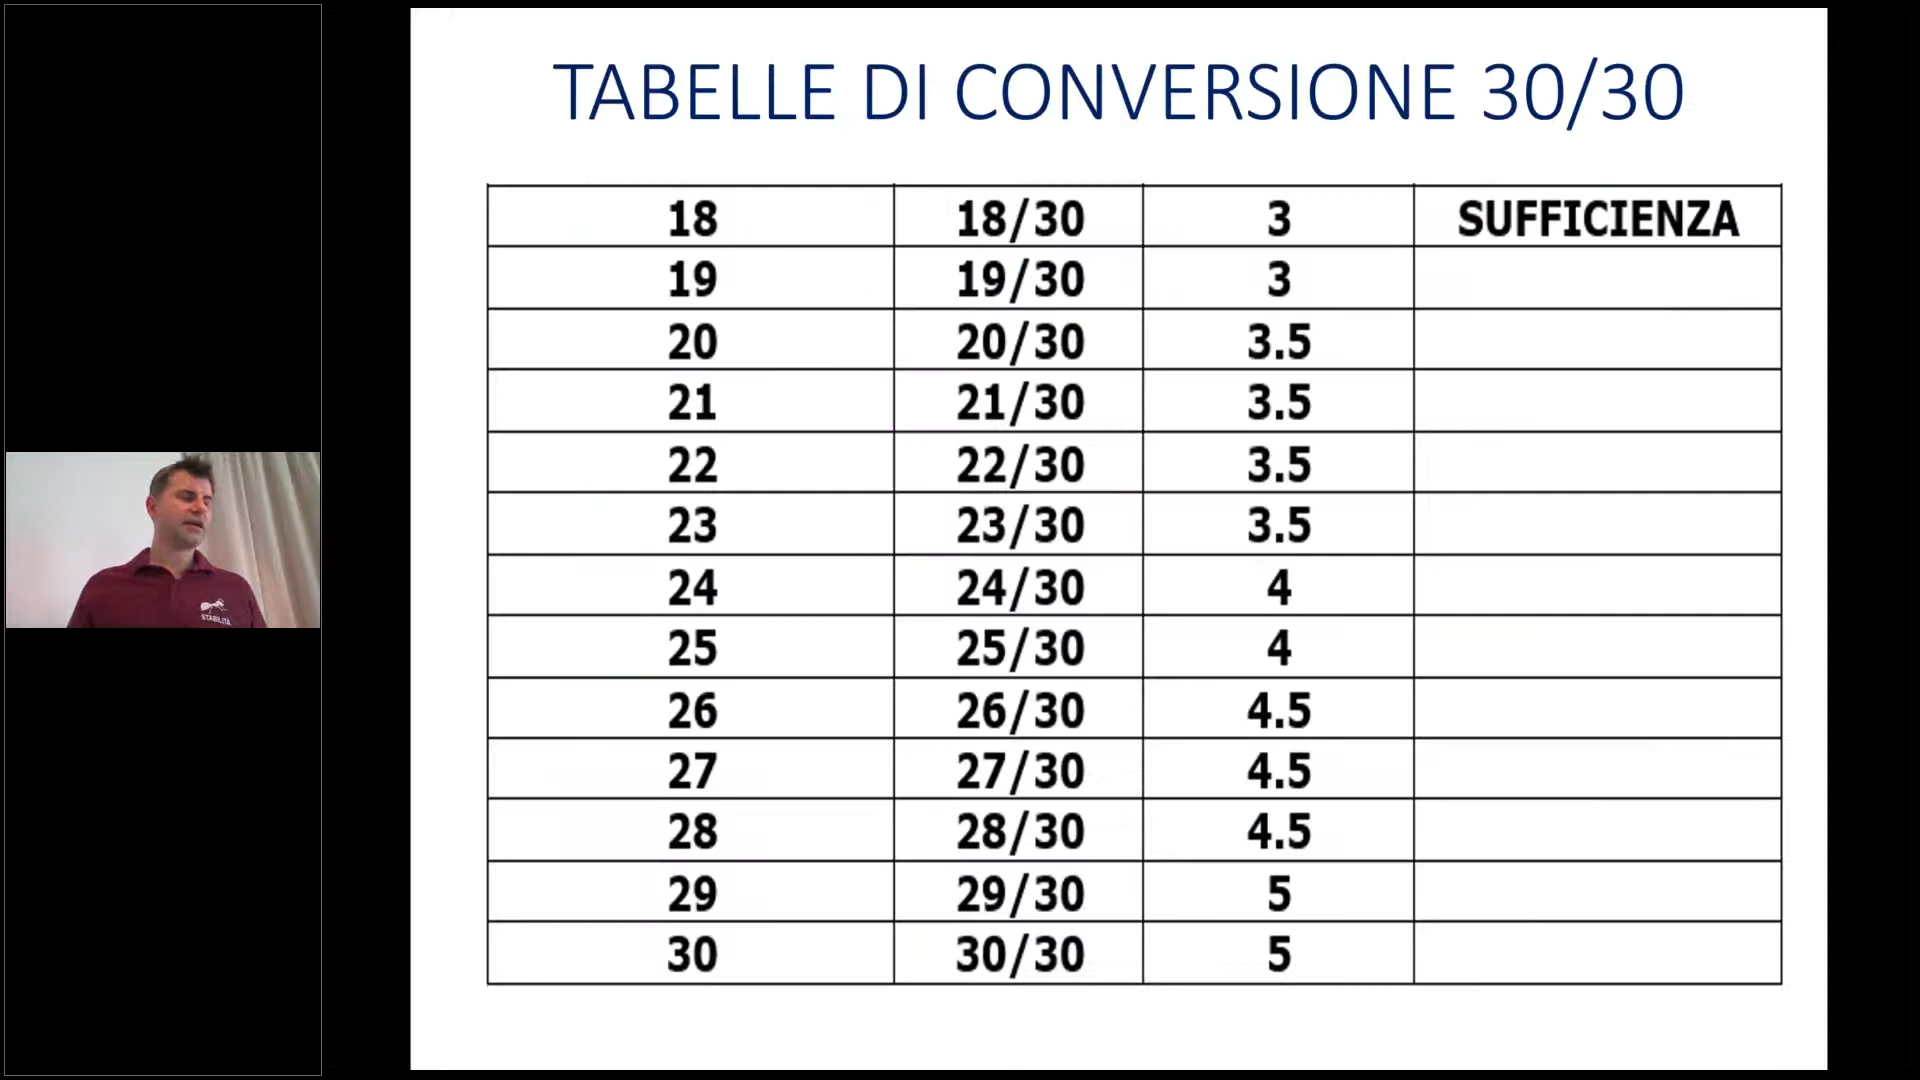 TABELLE DI CONVERSIONE 30/30
18 18/30 3 SUFFICIENZA
19 19/30 3
20 20/30 3.5
21 21/30 3.5
22 22/30 3.5
23 23/30 3.5
24 24/30 4
25 25/30 4
26 26/30 4.5
27 27/30 4.5
28 28/30 4.5
29 29/30 5
30 30/30 5
STABILITA